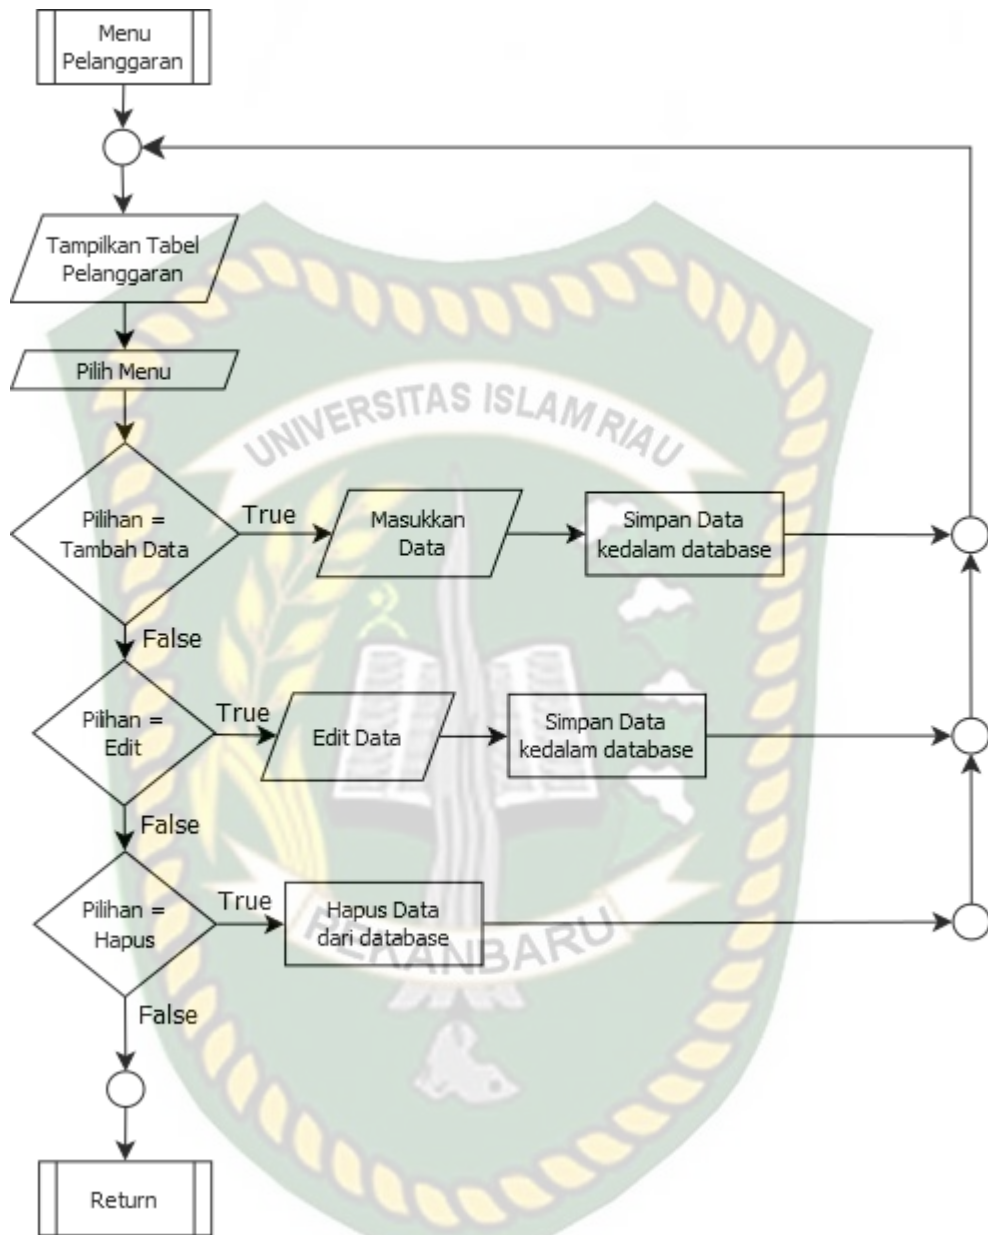 Menu
Pelanggaran
Tampilkan Tabel
Pelanggaran
Pilih Menu
UNIVERSITAS ISLAM RIAU
Pilihan =
Tambah Data
True
Masukkan
Data
Simpan Data
kedalam database
False
Pilihan =
Edit
True
Edit Data
Simpan Data
kedalam database
False
Pilihan =
Hapus
True
Hapus Data
dari database
PEKANBARU
False
Return